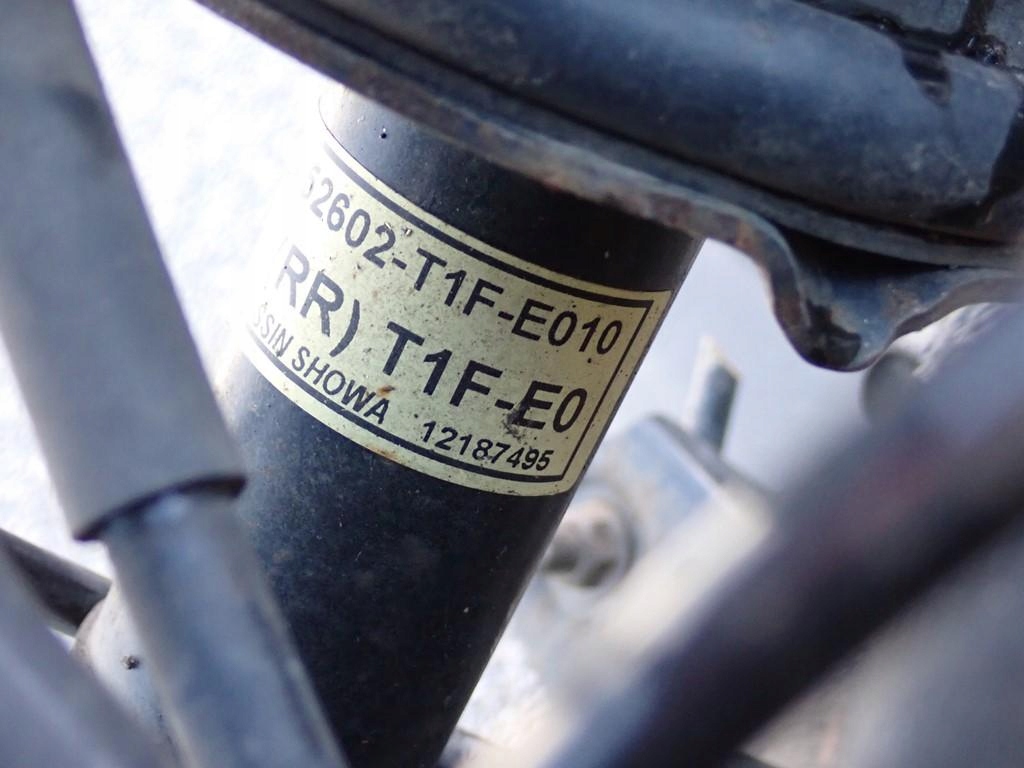 52602-T1F-E010
RR) T1F-E0
SSIN SHOWA 12187495